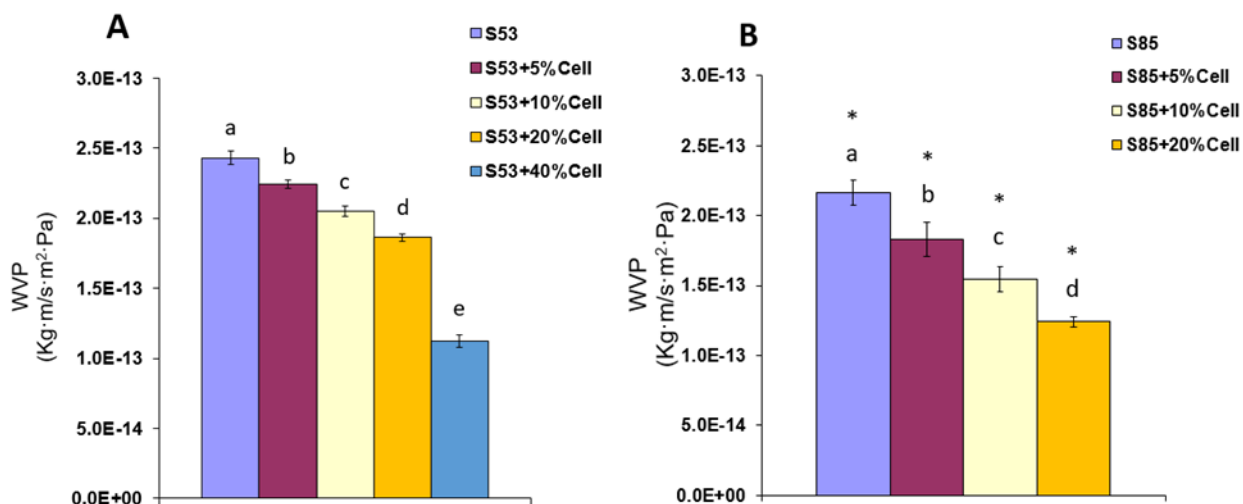 A
S53
S53+5%Cell
S53+10%Cell
S53+20%Cell
S53+40%Cell
3.0E-13
2.5E-13
2.0E-13
1.5E-13
1.0E-13
5.0E-14
0.0E+00
WVP
(Kg·m/s·m²·Pa)
a
b
c
d
e
B
S85
S85+5%Cell
S85+10%Cell
S85+20%Cell
3.0E-13
2.5E-13
2.0E-13
1.5E-13
1.0E-13
5.0E-14
0.0E+00
WVP
(Kg·m/s·m²·Pa)
*
a
*
b
*
c
*
d